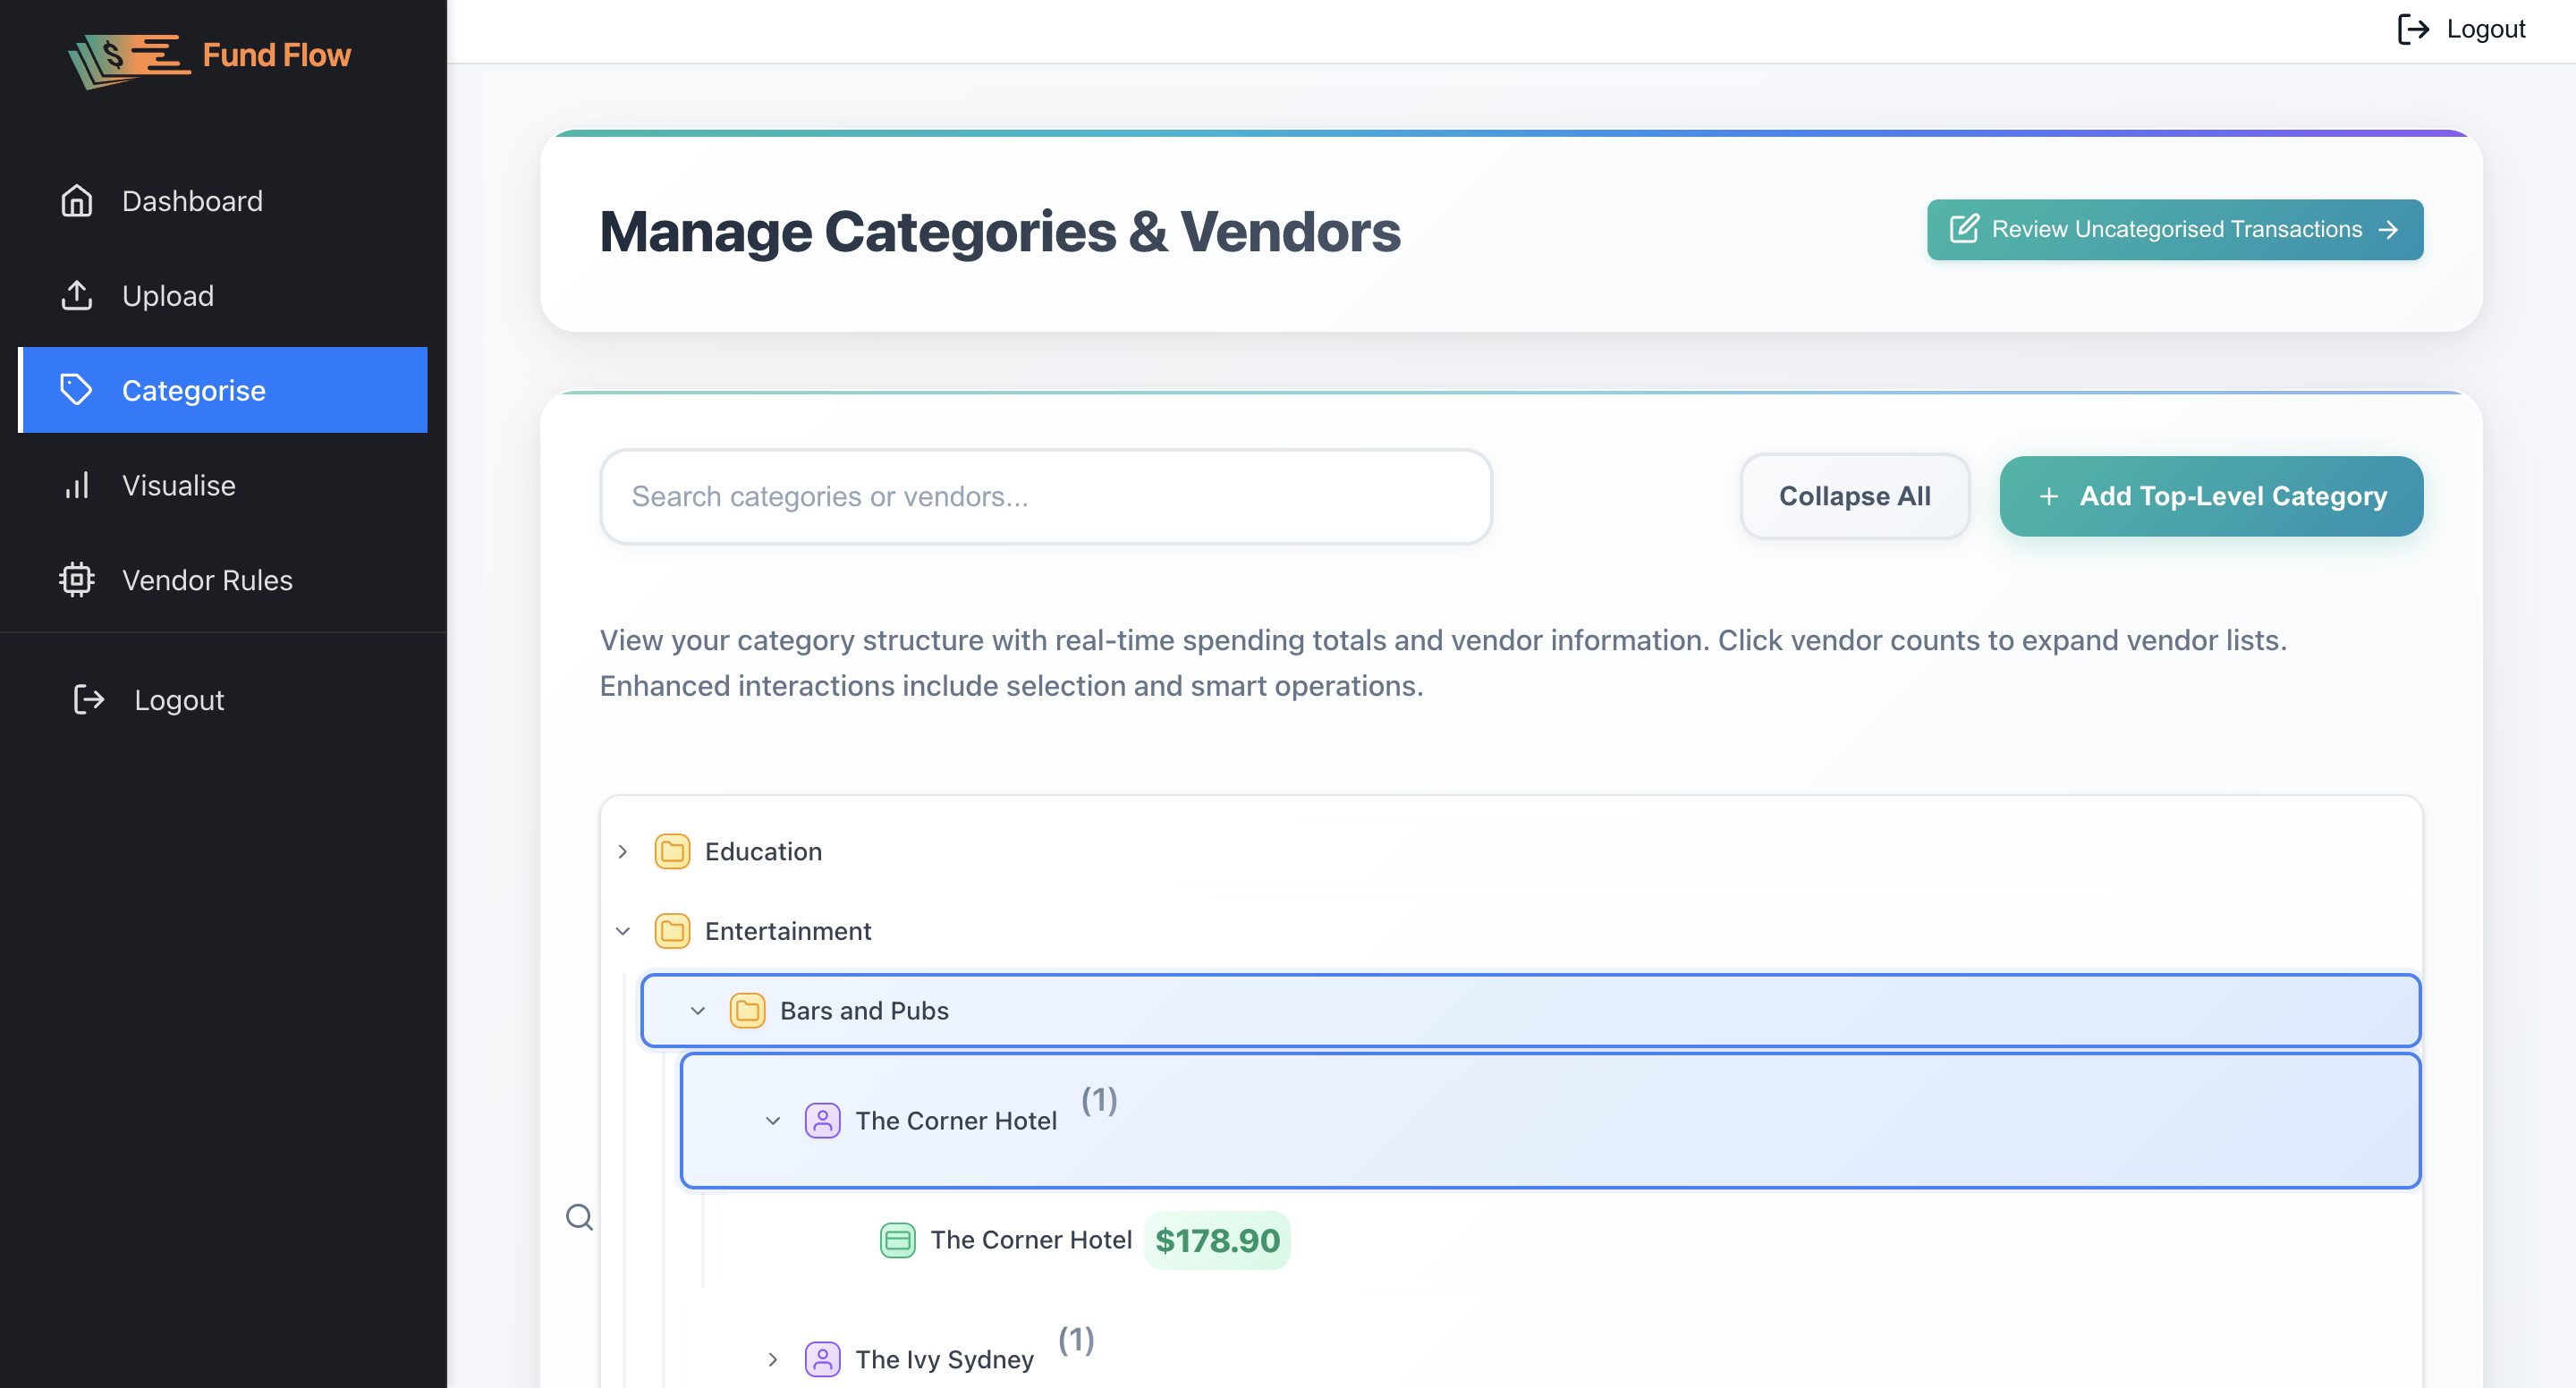 $ Fund Flow
Logout
Dashboard
Upload
Categorise
Visualise
Vendor Rules
Logout
Manage Categories & Vendors
Review Uncategorised Transactions →
Search categories or vendors...
Collapse All
+ Add Top-Level Category
View your category structure with real-time spending totals and vendor information. Click vendor counts to expand vendor lists.
Enhanced interactions include selection and smart operations.
Education
Entertainment
Bars and Pubs
The Corner Hotel (1)
The Corner Hotel $178.90
The Ivy Sydney (1)